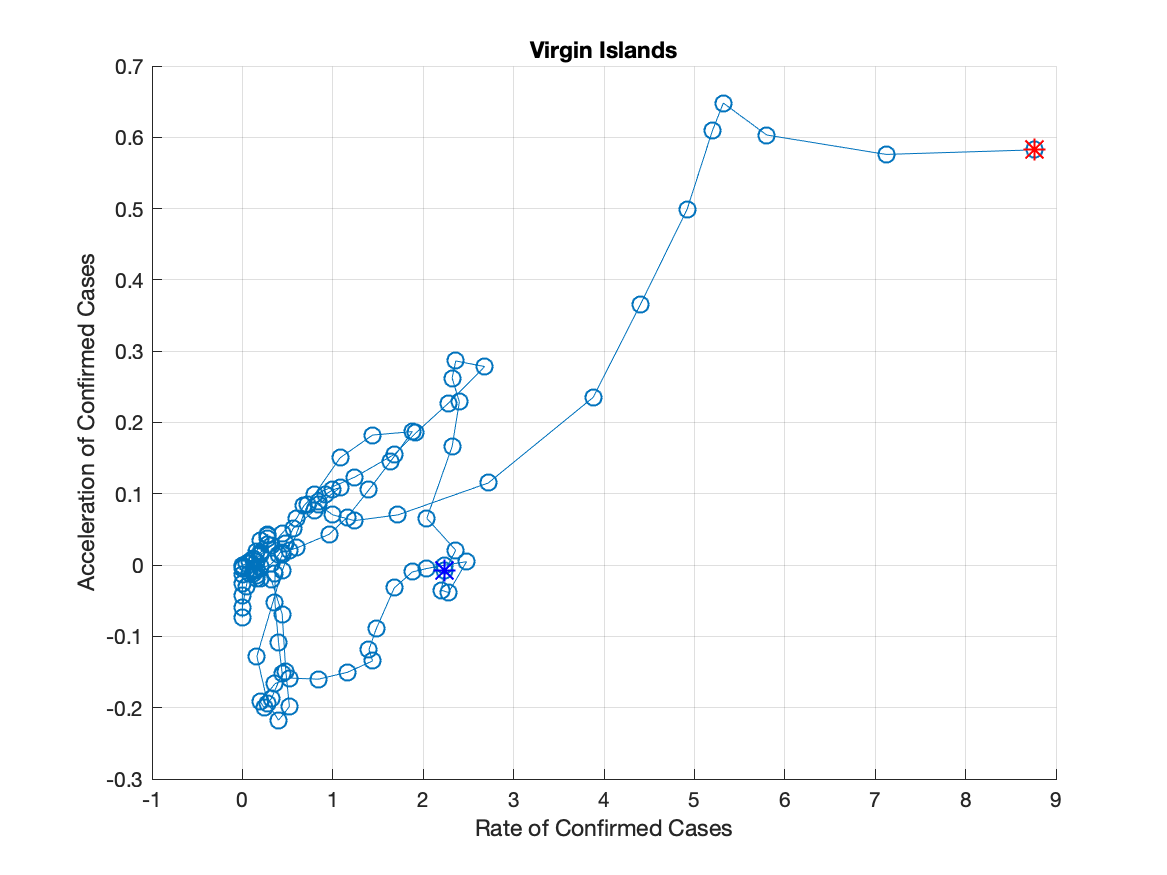 Virgin Islands
0.7
0.6
0.5
0.4
0.3
0.2
0.1
0
-0.1
-0.2
-0.3
Acceleration of Confirmed Cases
-1 0 1 2 3 4 5 6 7 8 9
Rate of Confirmed Cases